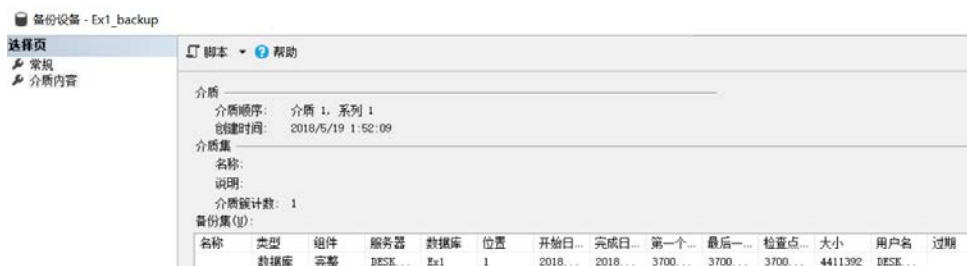 备份设备 - Ex1_backup
选择页
常规
介质内容
脚本 ? 帮助
介质
介质顺序: 介质 1, 系列 1
创建时间: 2018/5/19 1:52:09
介质集
名称:
说明:
介质簇计数: 1
备份集(U):
名称 类型 组件 服务器 数据库 位置 开始日... 完成日... 第一个... 最后一... 检查点... 大小 用户名 过期
数据库 完整 DESK... Ex1 1 2018... 2018... 3700... 3700... 3700... 4411392 DESK...